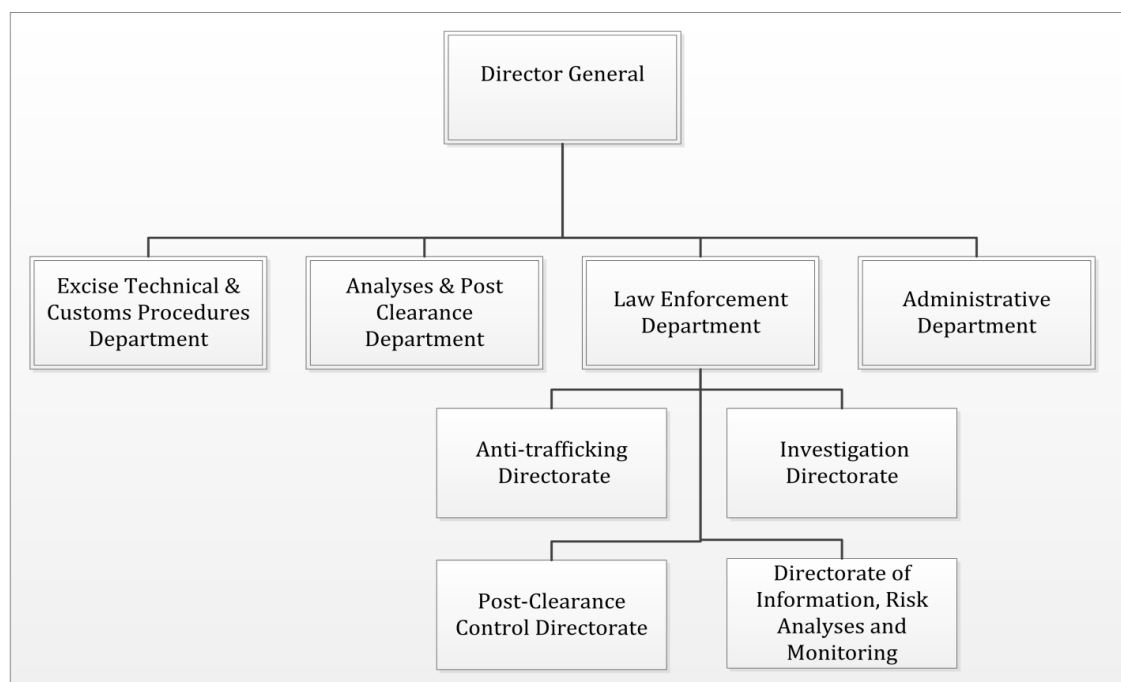 Director General
Excise Technical &
Customs Procedures
Department
Analyses & Post
Clearance
Department
Law Enforcement
Department
Administrative
Department
Anti-trafficking
Directorate
Investigation
Directorate
Post-Clearance
Control Directorate
Directorate of
Information, Risk
Analyses and
Monitoring